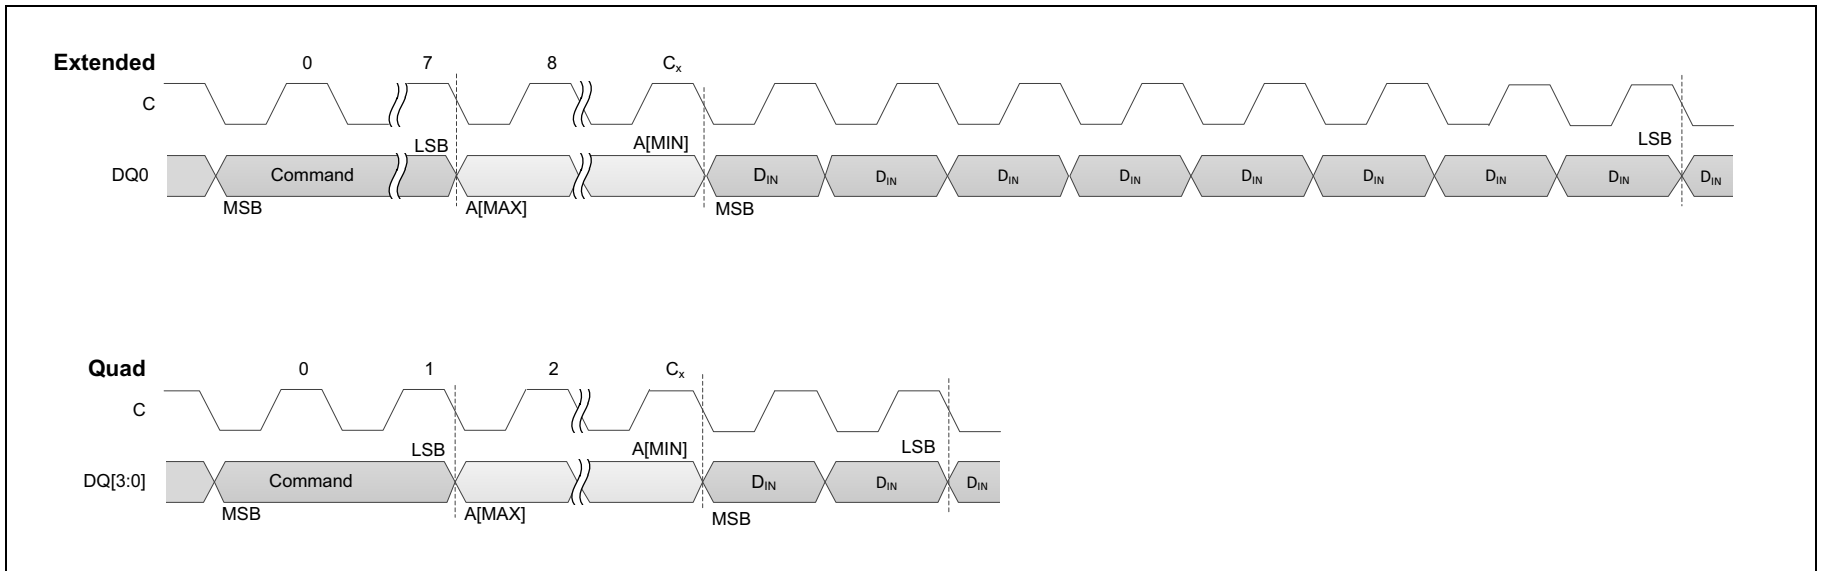 Extended 0 7 8 Cx
C
LSB A[MIN] LSB
DQ0 Command DIN DIN DIN DIN DIN DIN DIN DIN DIN
MSB A[MAX] MSB
Quad 0 1 2 Cx
C
LSB A[MIN] LSB
DQ[3:0] Command DIN DIN DIN
MSB A[MAX] MSB